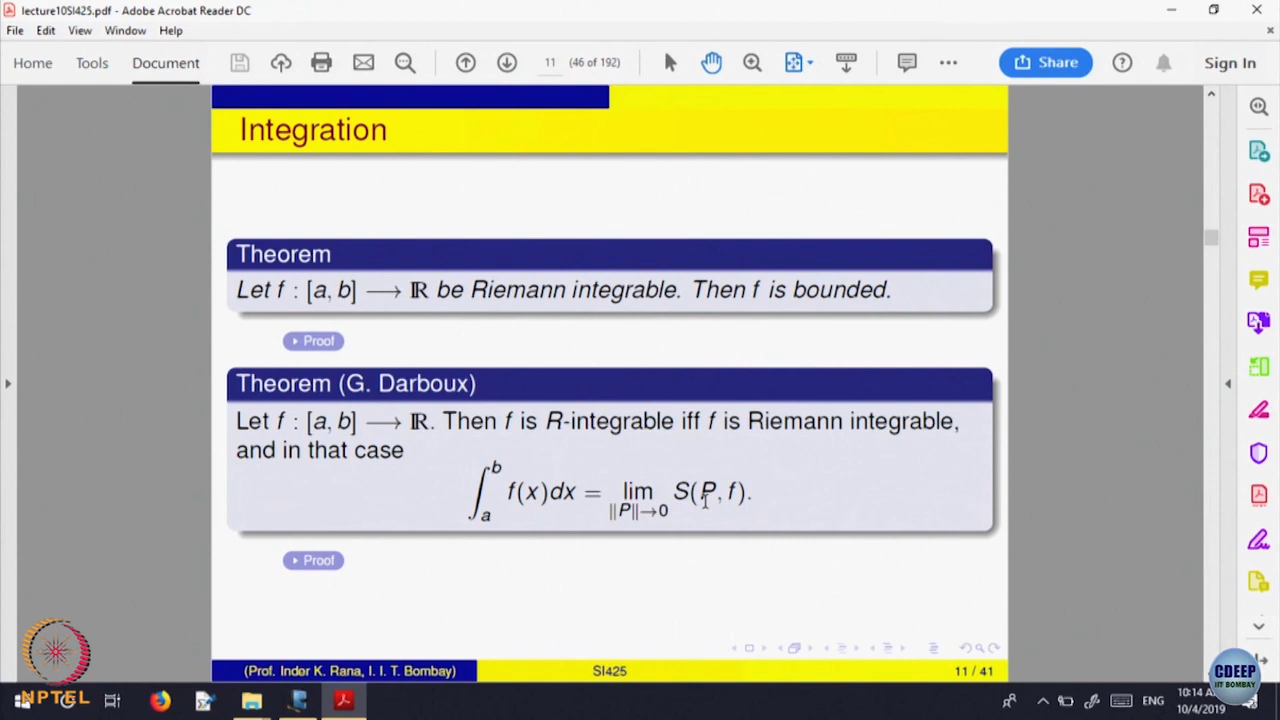 lecture10SI425.pdf - Adobe Acrobat Reader DC
File Edit View Window Help
Home Tools Document 11 (46 of 192) Share Sign In
Integration
Theorem
Let f : [a, b] ⟶ ℝ be Riemann integrable. Then f is bounded.
Proof
Theorem (G. Darboux)
Let f : [a, b] ⟶ ℝ. Then f is R-integrable iff f is Riemann integrable,
and in that case
∫_a^b f(x)dx = lim_{||P||→0} S(P, f).
Proof
(Prof. Inder K. Rana, I. I. T. Bombay) SI425 11 / 41
NPTEL
CDEEP
IIT BOMBAY
ENG
10:14
10/4/2019